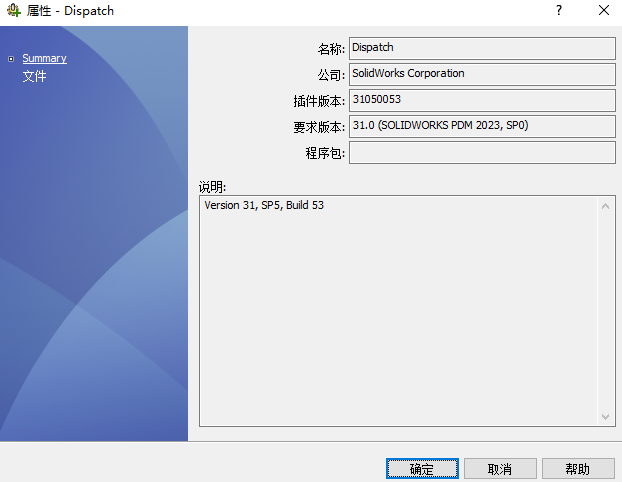 属性 - Dispatch
?
Summary
文件
名称: Dispatch
公司: SolidWorks Corporation
插件版本: 31050053
要求版本: 31.0 (SOLIDWORKS PDM 2023, SP0)
程序包:
说明:
Version 31, SP5, Build 53
确定 取消 帮助